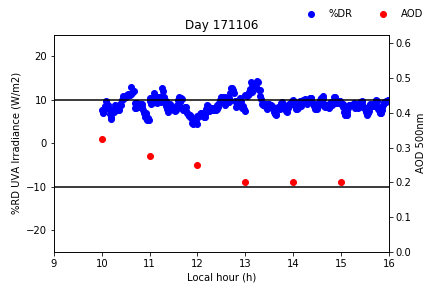 %DR AOD
Day 171106
%RD UVA Irradiance (W/m2)
20
10
0
−10
−20
0.6
0.5
0.4
0.3
0.2
0.1
0.0
AOD 500nm
9 10 11 12 13 14 15 16
Local hour (h)